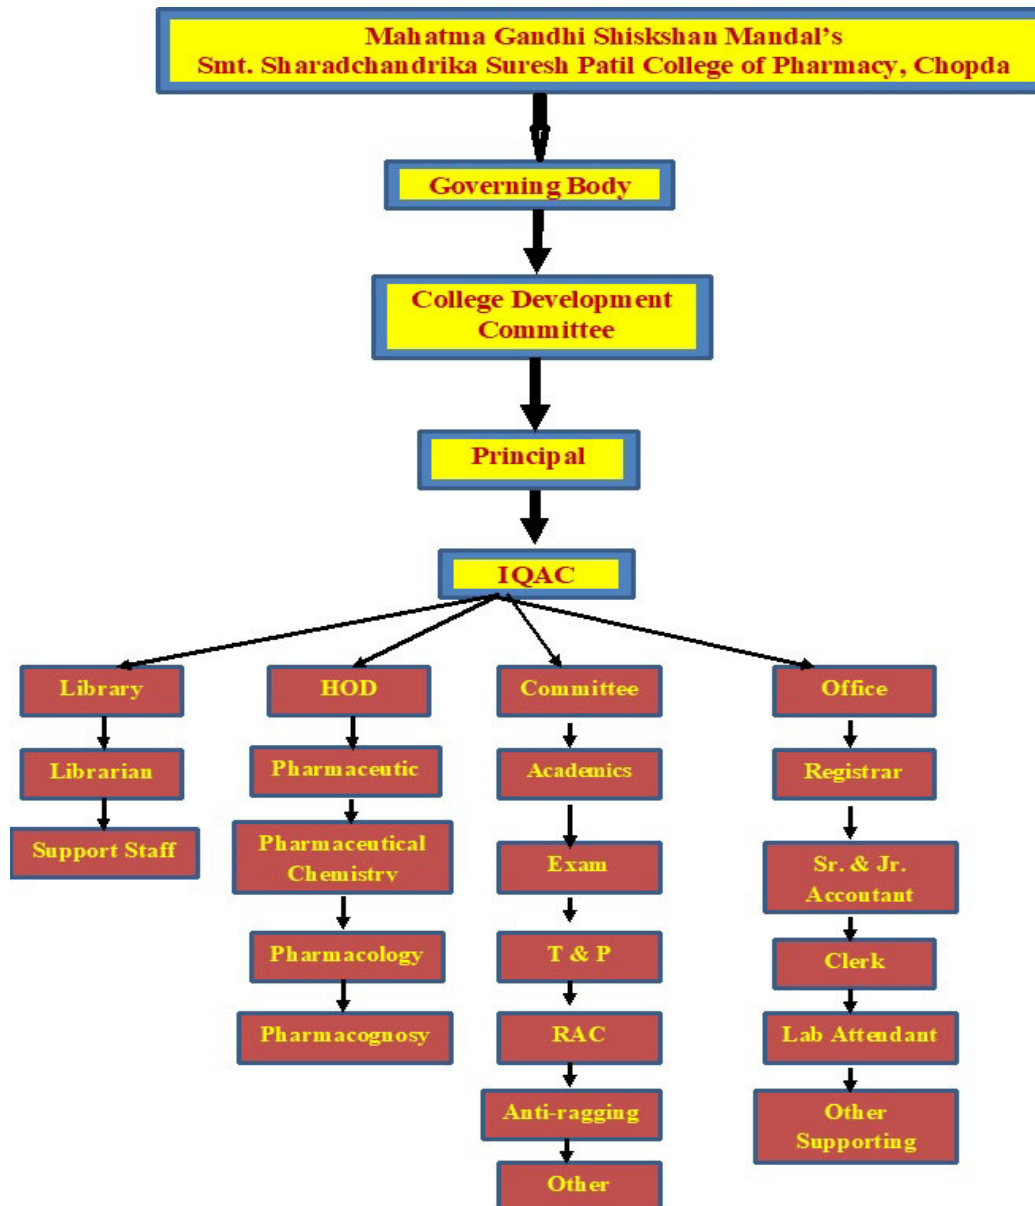 Mahatma Gandhi Shiskshan Mandal's
Smt. Sharadchandrika Suresh Patil College of Pharmacy, Chopda
Governing Body
College Development
Committee
Principal
IQAC
Library
HOD
Committee
Office
Librarian
Pharmaceutic
Academics
Registrar
Support Staff
Pharmaceutical
Chemistry
Exam
Sr. & Jr.
Accoutant
Pharmacology
T & P
Clerk
Pharmacognosy
RAC
Lab Attendant
Anti-ragging
Other
Supporting
Other